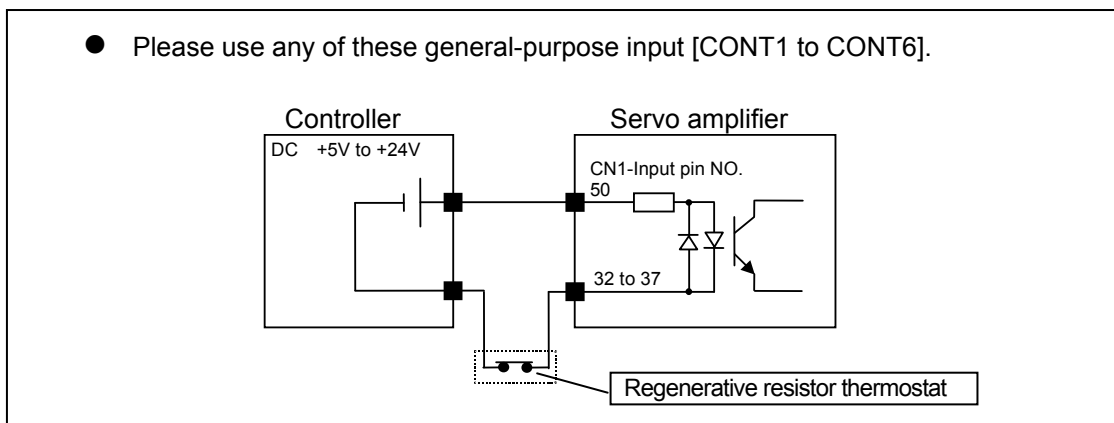 ● Please use any of these general-purpose input [CONT1 to CONT6].
Controller
Servo amplifier
DC +5V to +24V
CN1-Input pin NO.
50
32 to 37
Regenerative resistor thermostat